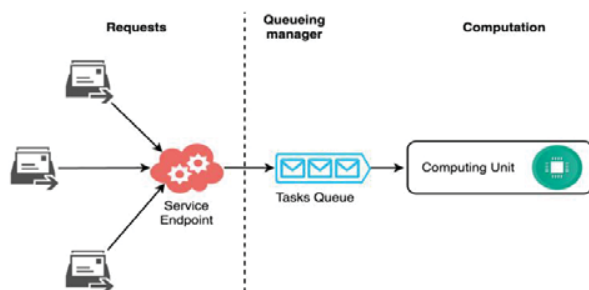 Requests
Queueing
manager
Computation
Service
Endpoint
Tasks Queue
Computing Unit